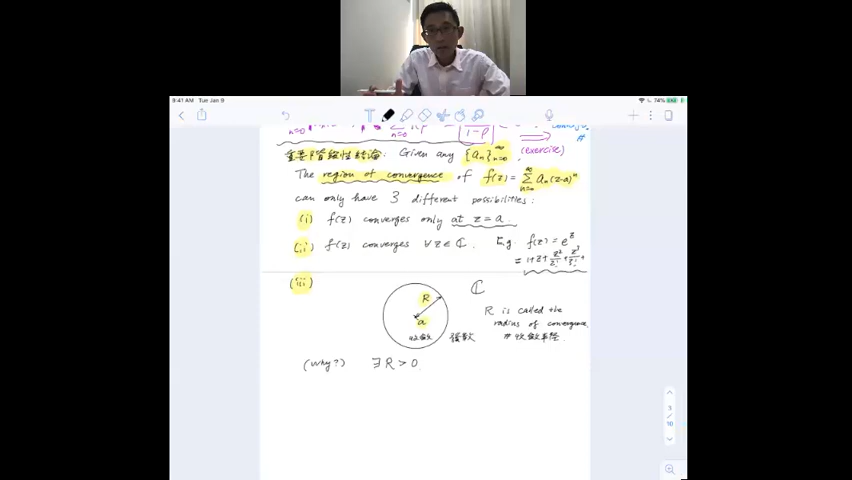 9:41 AM Tue Jan 9
74%
(exercise)
重要階段性結論: Given any {aₙ}ₙ₌₀^∞,
The region of convergence of f(z) = ∑ₙ₌₀^∞ aₙ(z-a)ⁿ
can only have 3 different possibilities:
(i) f(z) converges only at z = a.
(ii) f(z) converges ∀ z ∈ ℂ. E.g. f(z) = e^z
= 1 + z + z²/2! + z³/3! +
(iii)
R
ℂ
a
收斂 發散
R is called the
radius of convergence
收斂半徑.
(Why?) ∃ R > 0.
3
10